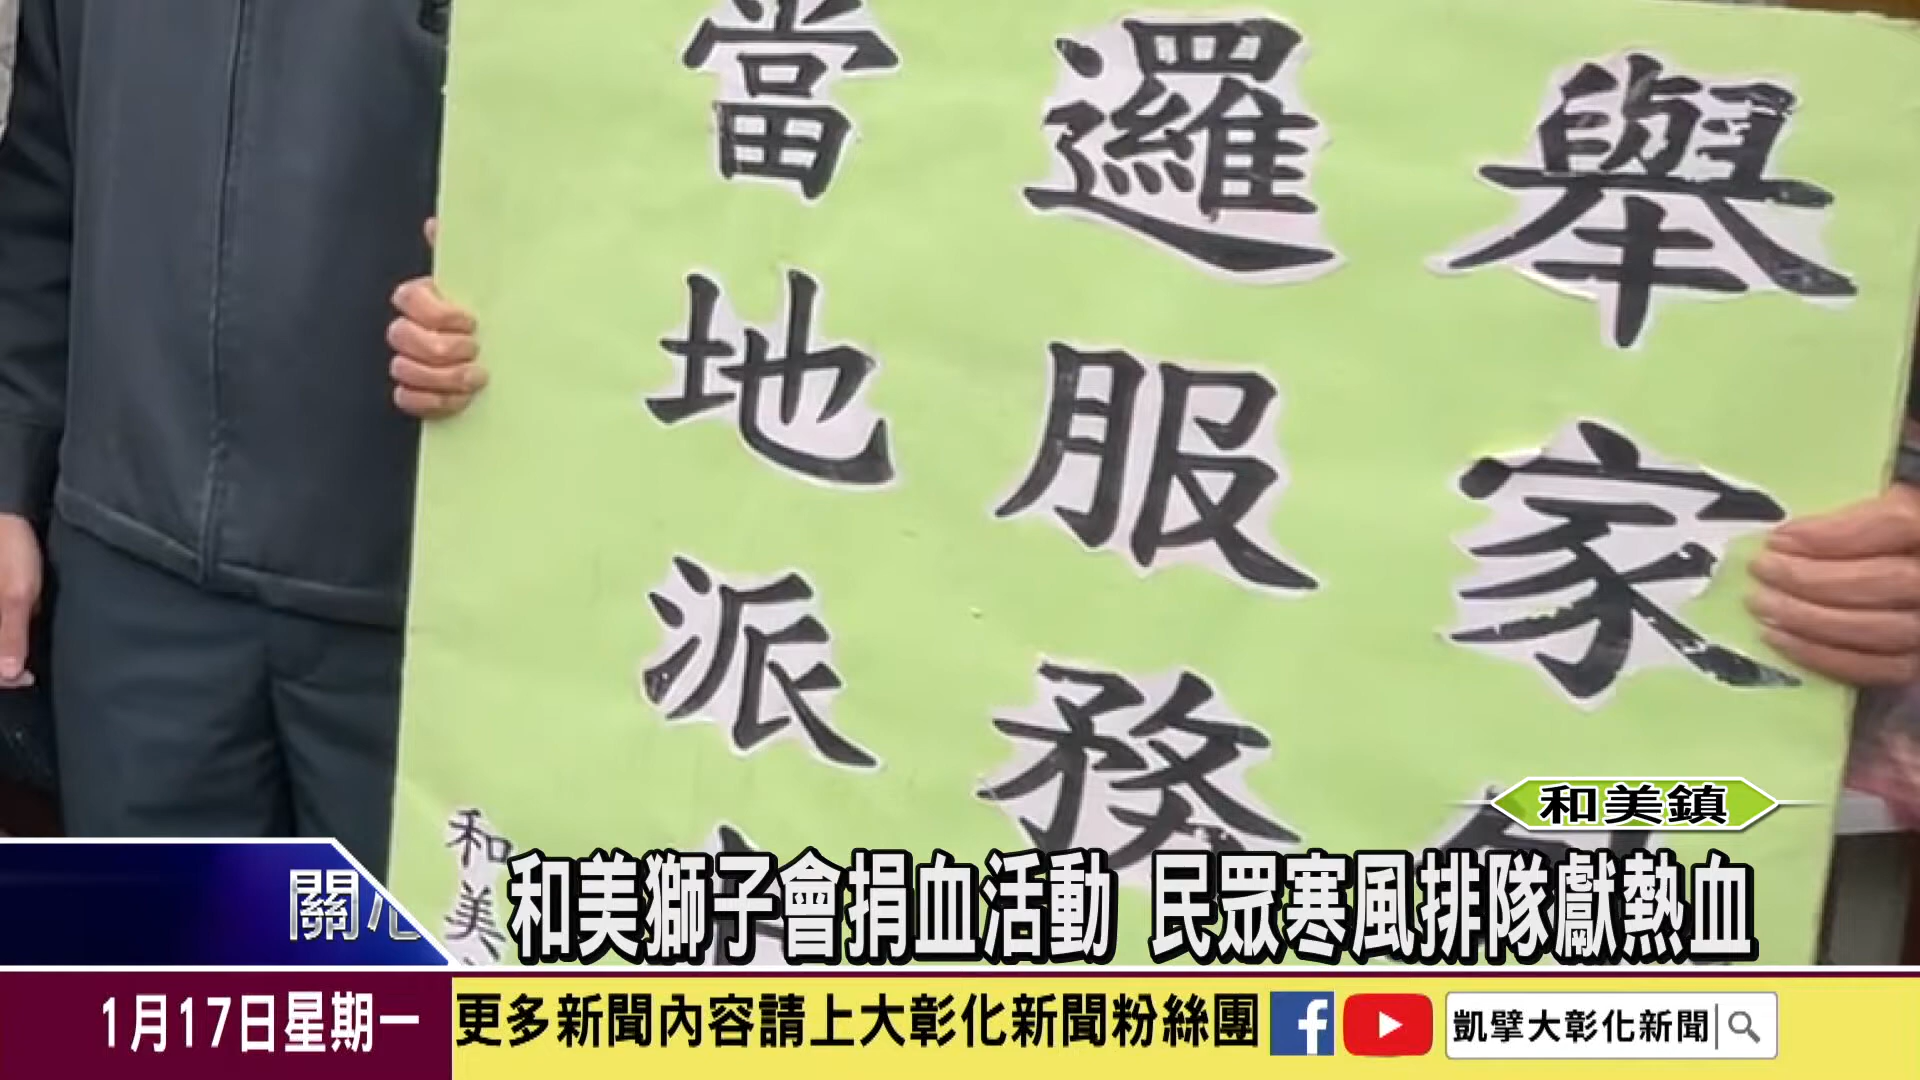 舉家
邏服務
當地派
和美
和美鎮
關心
和美獅子會捐血活動 民眾寒風排隊獻熱血
1月17日星期一
更多新聞內容請上大彰化新聞粉絲團
凱擘大彰化新聞